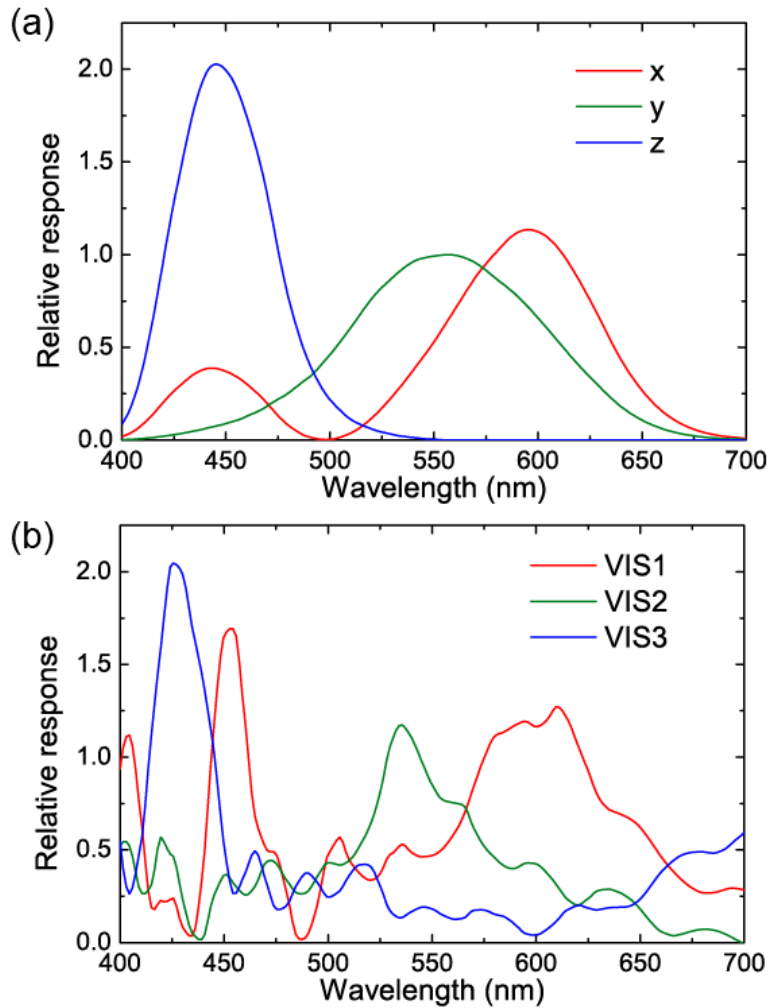 (a)
Relative response
2.0
1.5
1.0
0.5
0.0
x
y
z
400 450 500 550 600 650 700
Wavelength (nm)
(b)
Relative response
2.0
1.5
1.0
0.5
0.0
VIS1
VIS2
VIS3
400 450 500 550 600 650 700
Wavelength (nm)